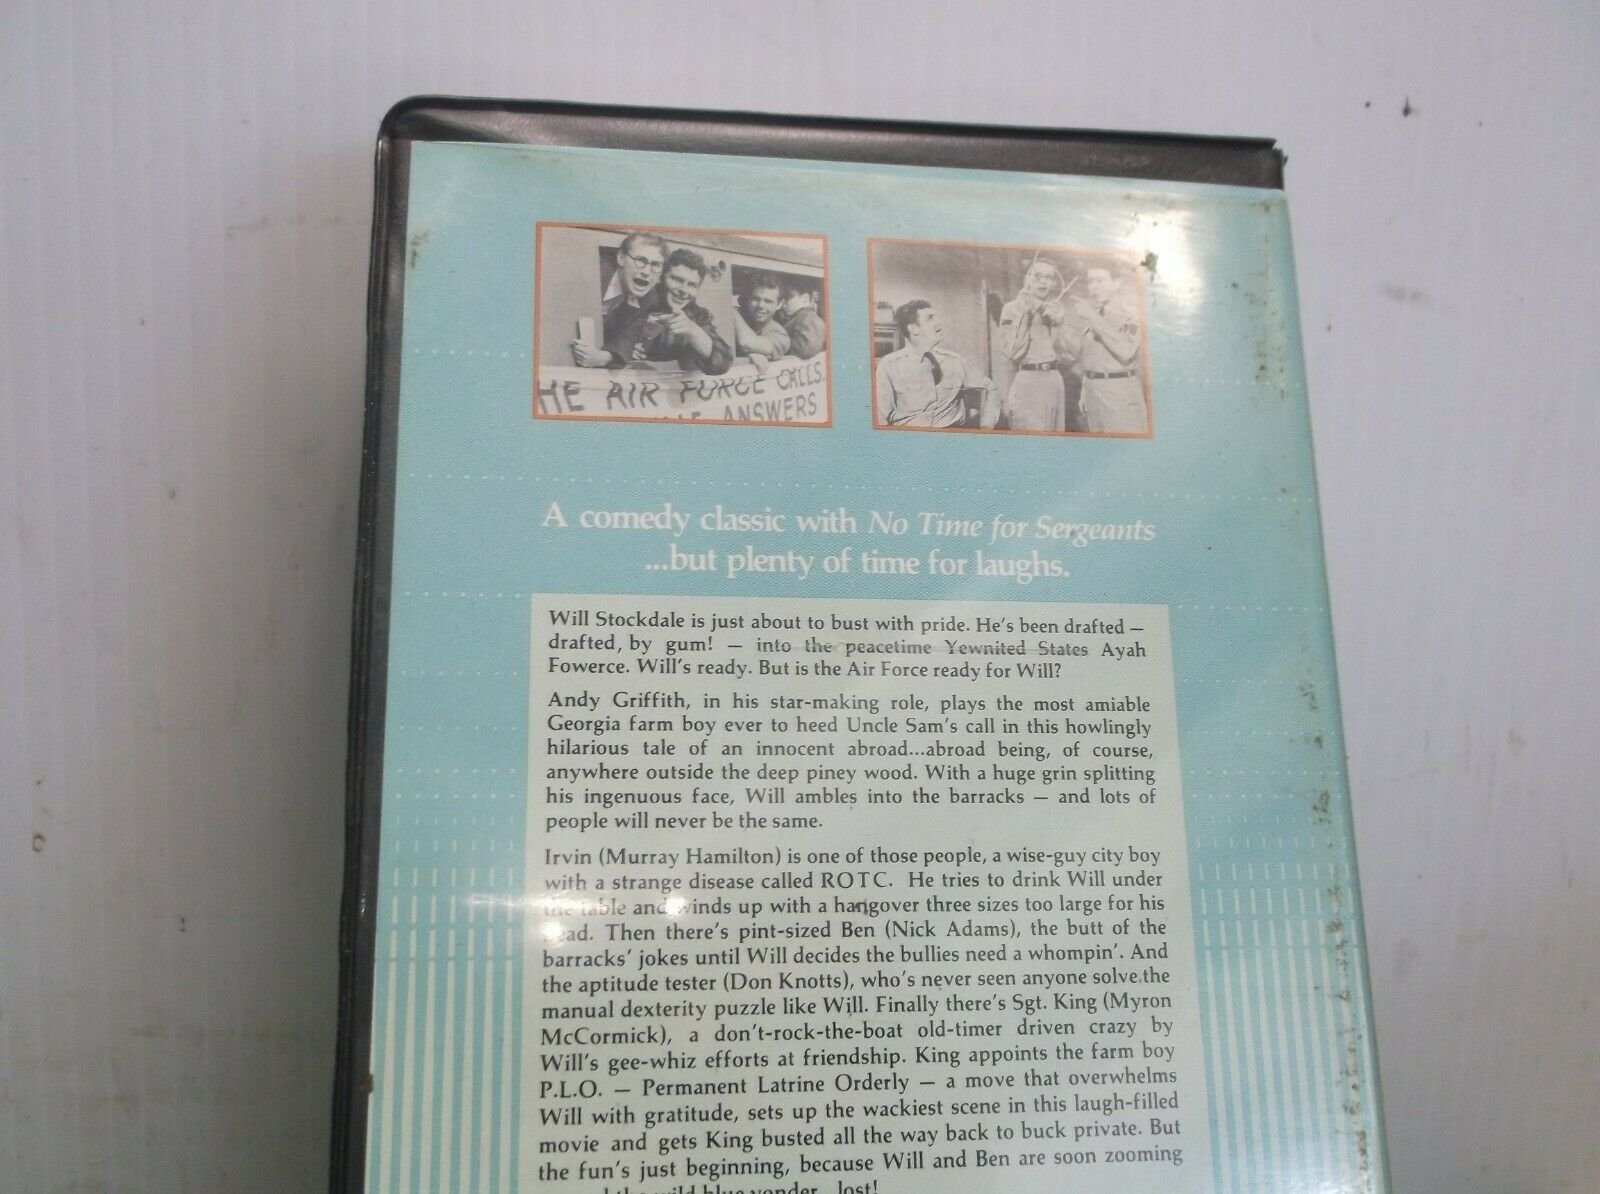 HE AIR FORCE CALLS
ANSWERS
A comedy classic with No Time for Sergeants
...but plenty of time for laughs.
Will Stockdale is just about to bust with pride. He's been drafted —
drafted, by gum! — into the peacetime Yewnited States Ayah
Fowerce. Will's ready. But is the Air Force ready for Will?
Andy Griffith, in his star-making role, plays the most amiable
Georgia farm boy ever to heed Uncle Sam's call in this howlingly
hilarious tale of an innocent abroad...abroad being, of course,
anywhere outside the deep piney wood. With a huge grin splitting
his ingenuous face, Will ambles into the barracks — and lots of
people will never be the same.
Irvin (Murray Hamilton) is one of those people, a wise-guy city boy
with a strange disease called ROTC. He tries to drink Will under
the table and winds up with a hangover three sizes too large for his
head. Then there's pint-sized Ben (Nick Adams), the butt of the
barracks' jokes until Will decides the bullies need a whompin'. And
the aptitude tester (Don Knotts), who's never seen anyone solve the
manual dexterity puzzle like Will. Finally there's Sgt. King (Myron
McCormick), a don't-rock-the-boat old-timer driven crazy by
Will's gee-whiz efforts at friendship. King appoints the farm boy
P.L.O. — Permanent Latrine Orderly — a move that overwhelms
Will with gratitude, sets up the wackiest scene in this laugh-filled
movie and gets King busted all the way back to buck private. But
the fun's just beginning, because Will and Ben are soon zooming
the wild blue yonder...lost!